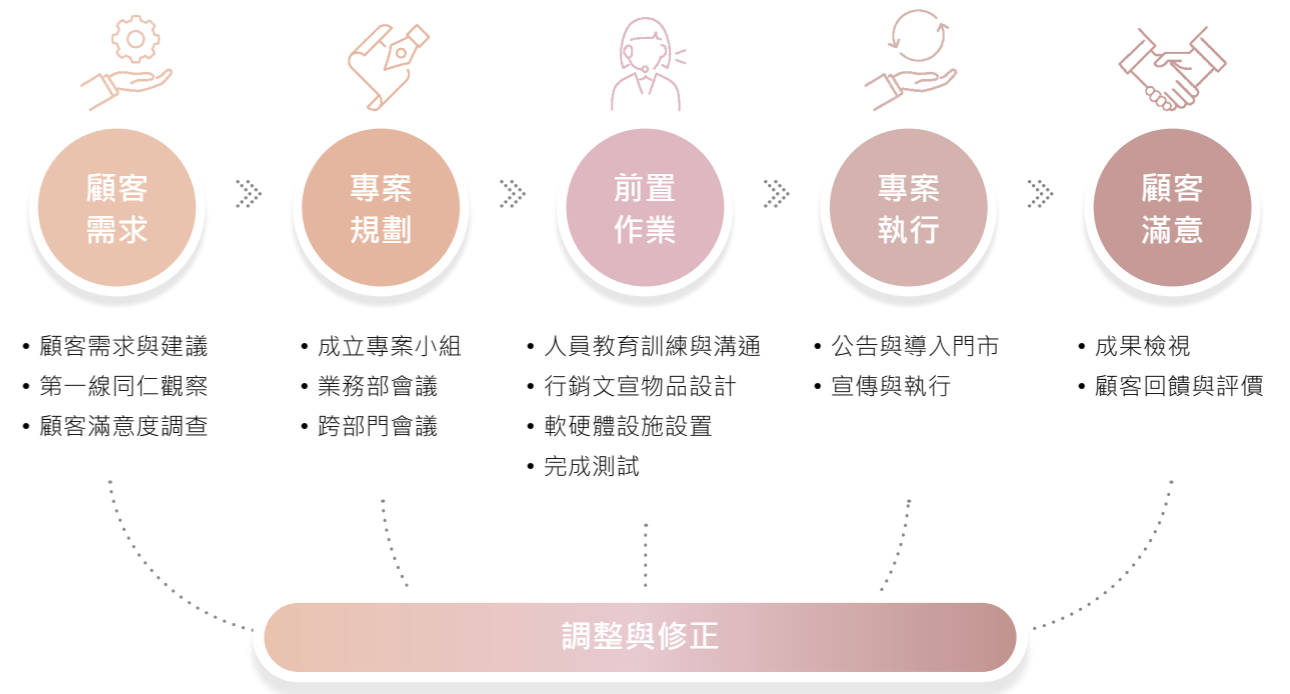 顧客
需求
專案
規劃
前置
作業
專案
執行
顧客
滿意
• 顧客需求與建議
• 第一線同仁觀察
• 顧客滿意度調查
• 成立專案小組
• 業務部會議
• 跨部門會議
• 人員教育訓練與溝通
• 行銷文宣物品設計
• 軟硬體設施設置
• 完成測試
• 公告與導入門市
• 宣傳與執行
• 成果檢視
• 顧客回饋與評價
調整與修正